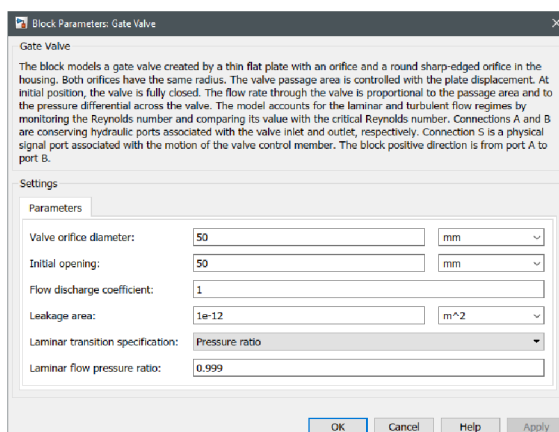 Block Parameters: Gate Valve
Gate Valve
The block models a gate valve created by a thin flat plate with an orifice and a round sharp-edged orifice in the
housing. Both orifices have the same radius. The valve passage area is controlled with the plate displacement. At
initial position, the valve is fully closed. The flow rate through the valve is proportional to the passage area and to
the pressure differential across the valve. The model accounts for the laminar and turbulent flow regimes by
monitoring the Reynolds number and comparing its value with the critical Reynolds number. Connections A and B
are conserving hydraulic ports associated with the valve inlet and outlet, respectively. Connection S is a physical
signal port associated with the motion of the valve control member. The block positive direction is from port A to
port B.
Settings
Parameters
Valve orifice diameter: 50 mm
Initial opening: 50 mm
Flow discharge coefficient: 1
Leakage area: 1e-12 m^2
Laminar transition specification: Pressure ratio
Laminar flow pressure ratio: 0.999
OK Cancel Help Apply